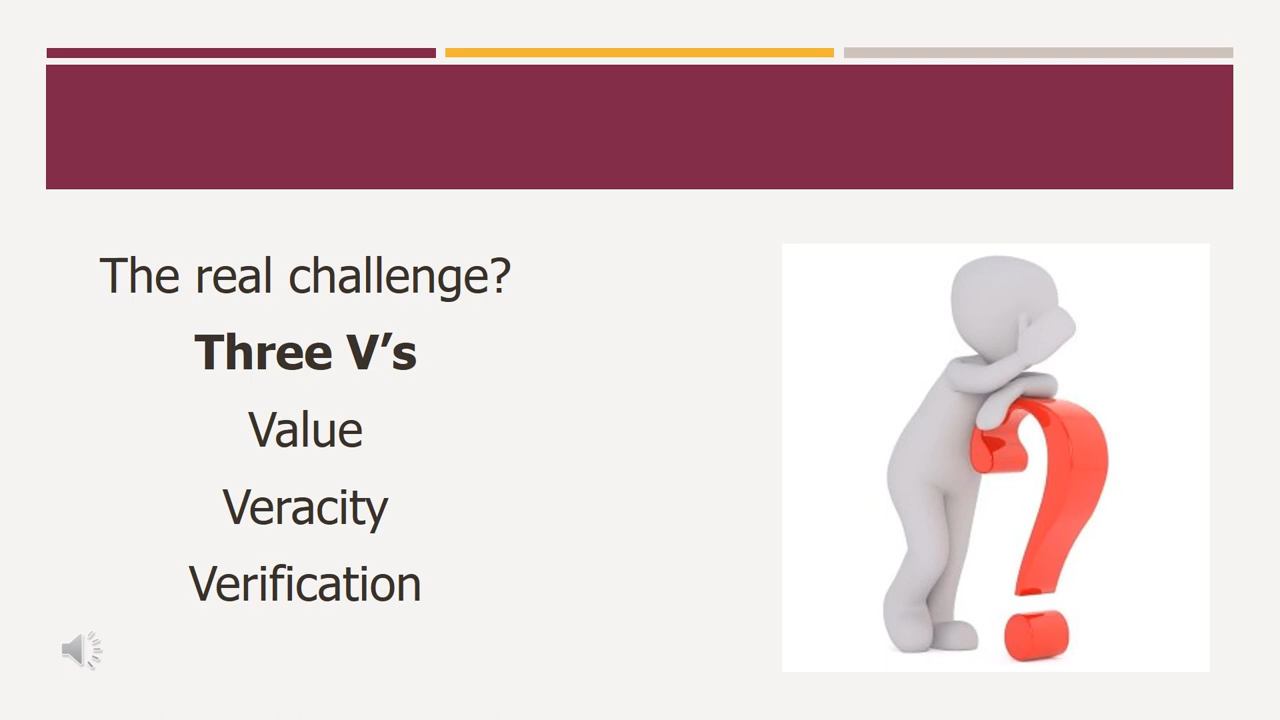 The real challenge?
Three V’s
Value
Veracity
Verification